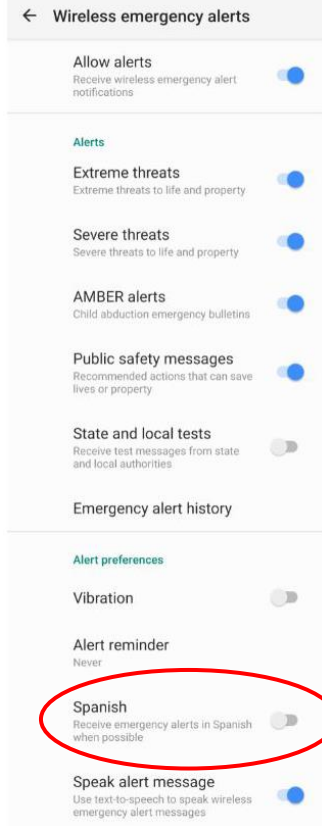 Wireless emergency alerts
Allow alerts
Receive wireless emergency alert
notifications
Alerts
Extreme threats
Extreme threats to life and property
Severe threats
Severe threats to life and property
AMBER alerts
Child abduction emergency bulletins
Public safety messages
Recommended actions that can save
lives or property
State and local tests
Receive test messages from state
and local authorities
Emergency alert history
Alert preferences
Vibration
Alert reminder
Never
Spanish
Receive emergency alerts in Spanish
when possible
Speak alert message
Use text-to-speech to speak wireless
emergency alert messages